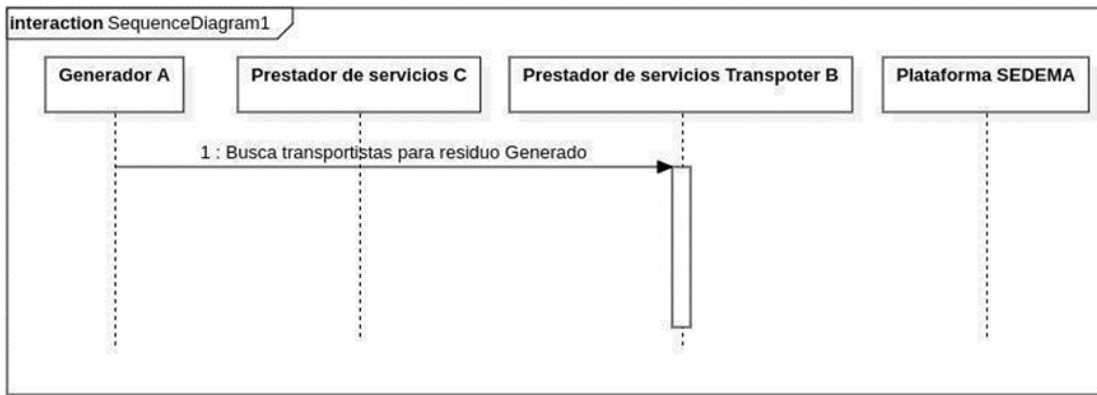 interaction SequenceDiagram1
Generador A
Prestador de servicios C
Prestador de servicios Transpoter B
Plataforma SEDEMA
1 : Busca transportistas para residuo Generado